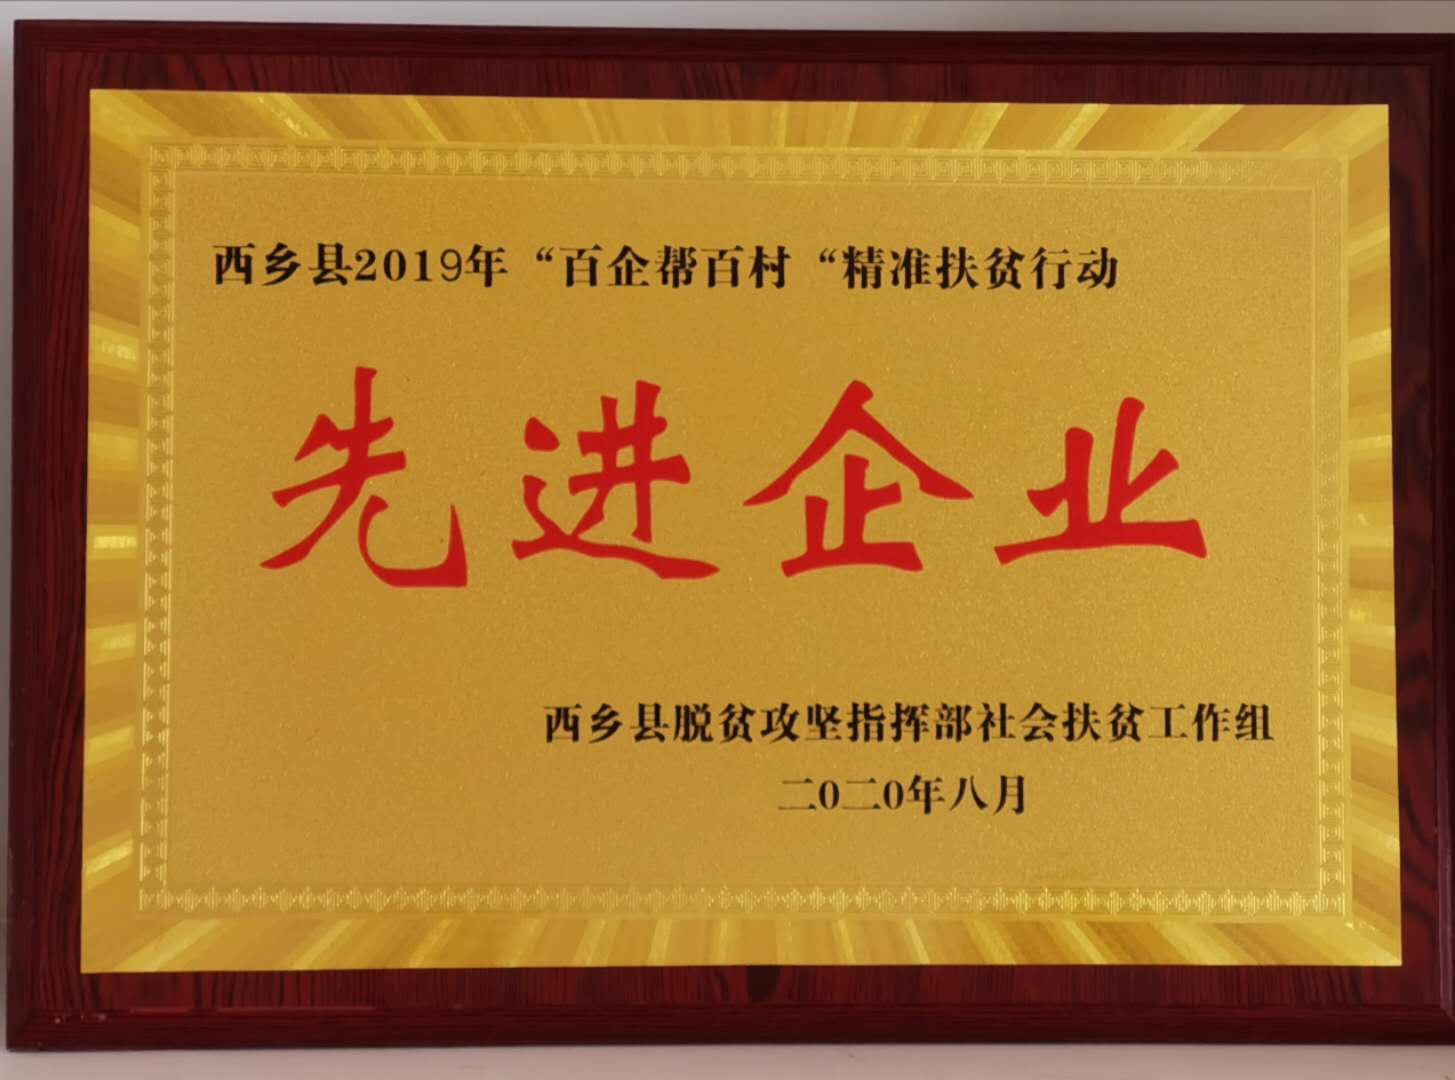 西乡县2019年“百企帮百村“精准扶贫行动
先进企业
西乡县脱贫攻坚指挥部社会扶贫工作组
二0二0年八月